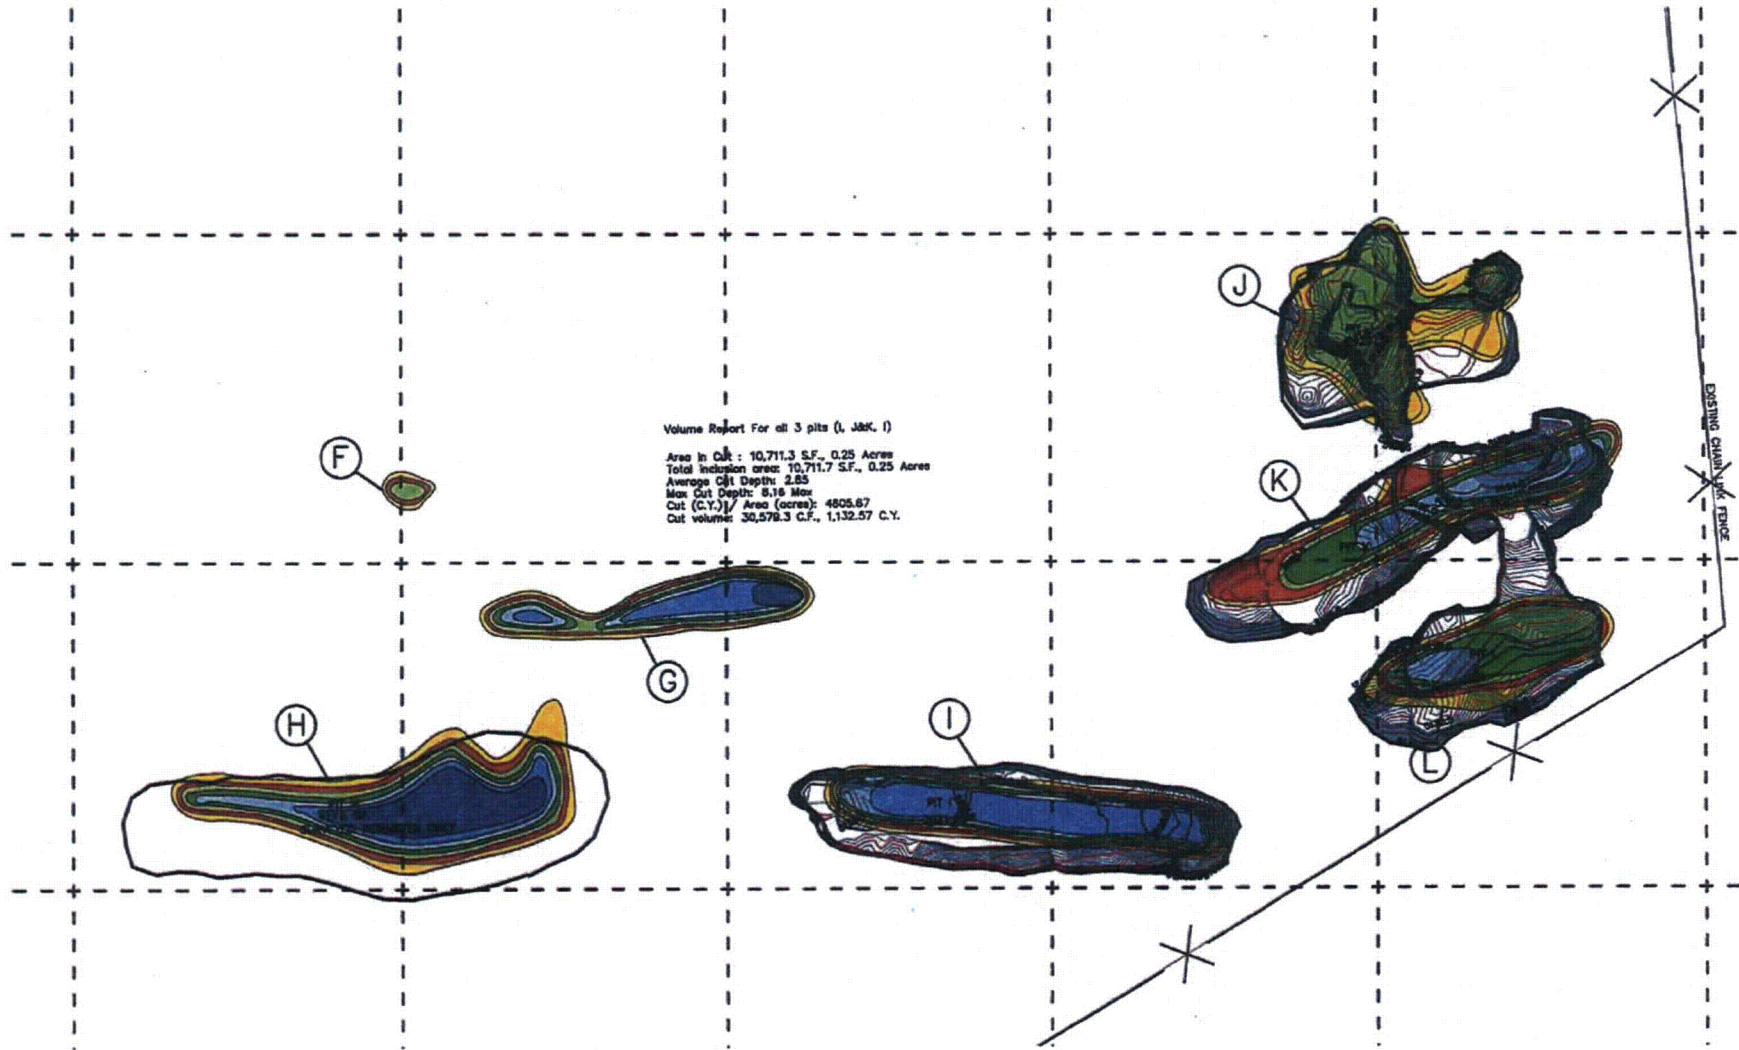 J
EXISTING CHAIN LINK FENCE
Volume Report For all 3 pits (I, J&K, I)
F
Area in Cut : 10,711.3 S.F., 0.25 Acres
Total inclusion area: 10,711.7 S.F., 0.25 Acres
Average Cut Depth: 2.85
Max Cut Depth: 8.16 Max
Cut (C.Y.) / Area (acres): 4605.67
Cut volume: 30,579.3 C.F., 1,132.57 C.Y.
K
G
H
I
L
PIT I